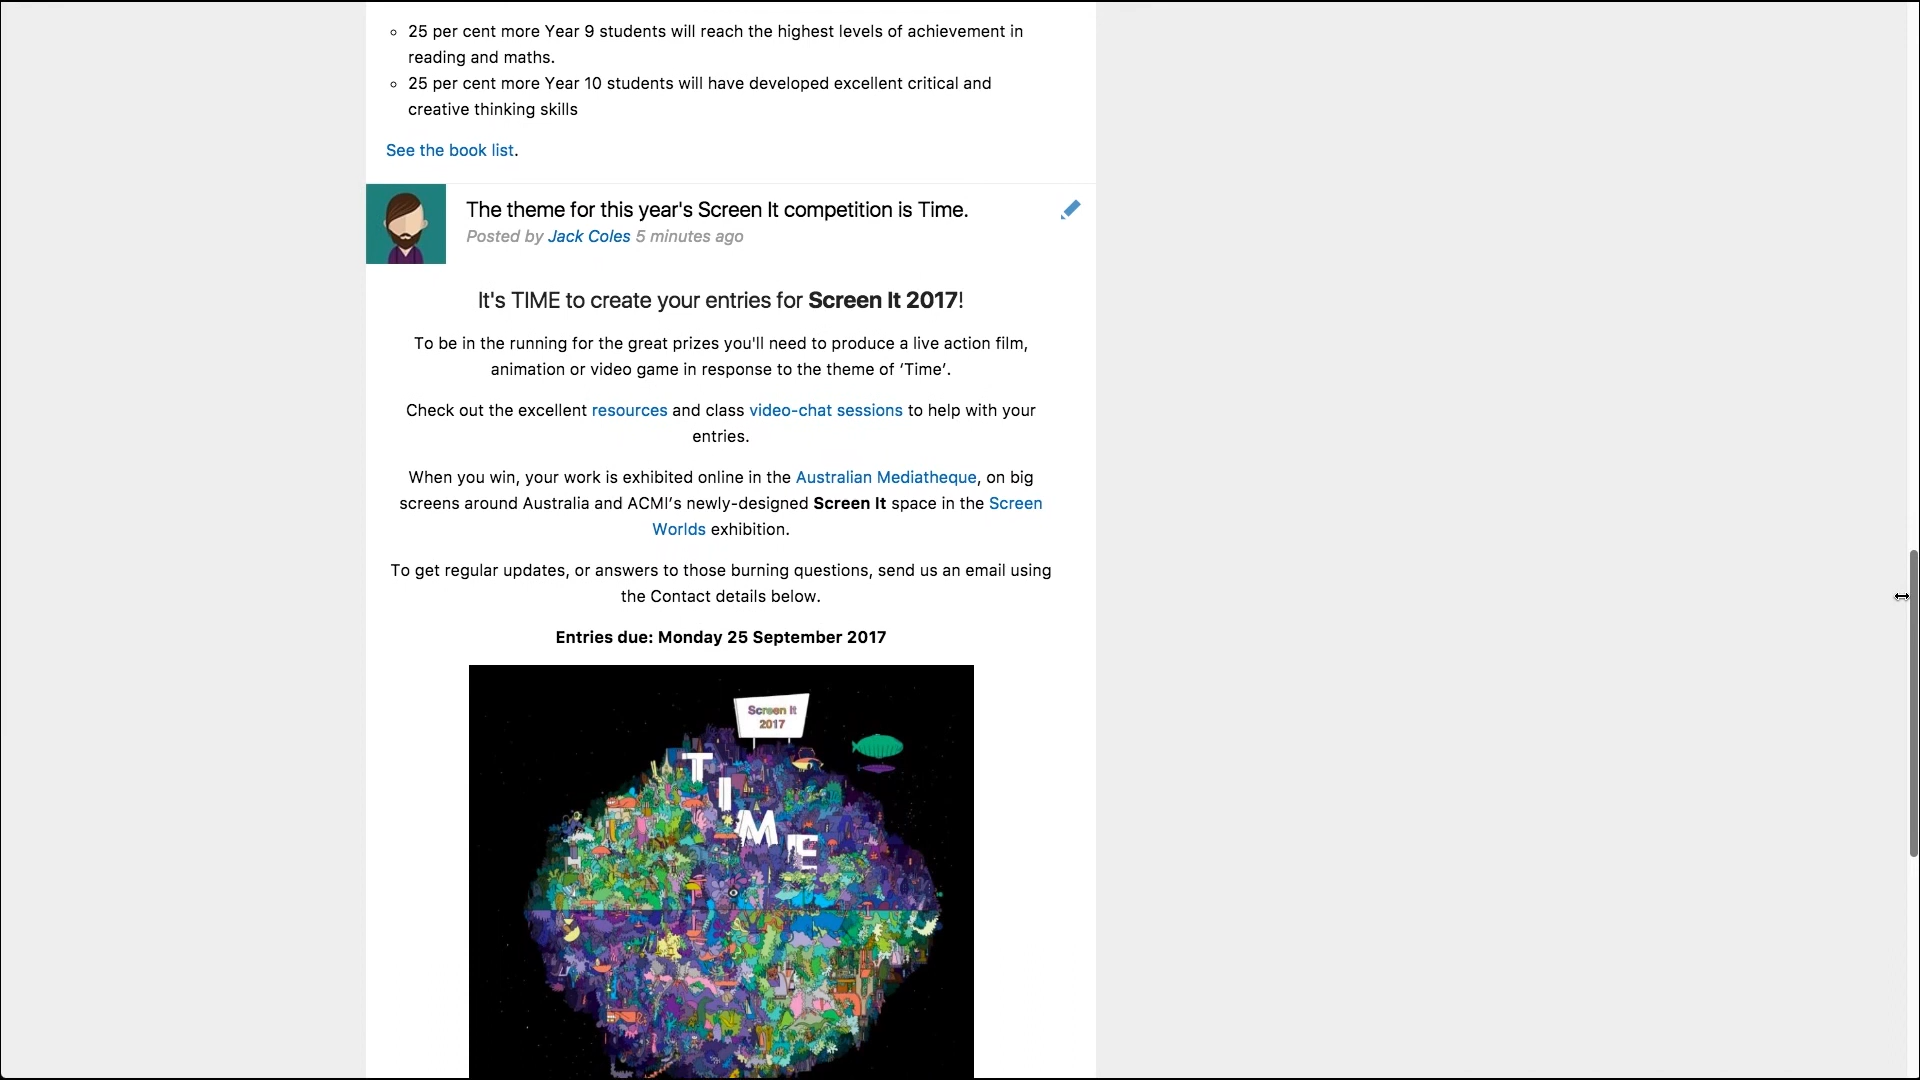 25 per cent more Year 9 students will reach the highest levels of achievement in
reading and maths.
25 per cent more Year 10 students will have developed excellent critical and
creative thinking skills
See the book list.
The theme for this year's Screen It competition is Time.
Posted by Jack Coles 5 minutes ago
It's TIME to create your entries for Screen It 2017!
To be in the running for the great prizes you'll need to produce a live action film,
animation or video game in response to the theme of ‘Time’.
Check out the excellent resources and class video-chat sessions to help with your
entries.
When you win, your work is exhibited online in the Australian Mediatheque, on big
screens around Australia and ACMI’s newly-designed Screen It space in the Screen
Worlds exhibition.
To get regular updates, or answers to those burning questions, send us an email using
the Contact details below.
Entries due: Monday 25 September 2017
Screen It
2017
TIME